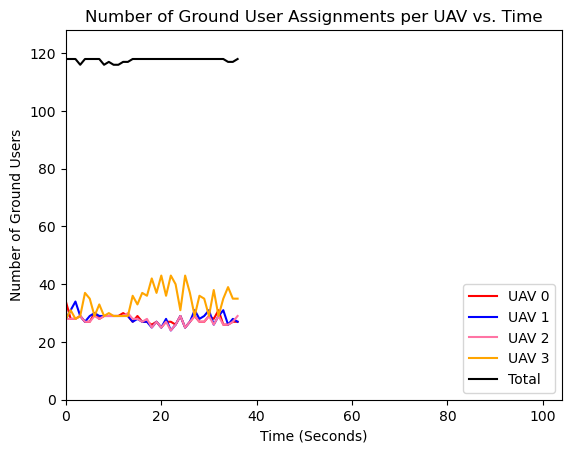 Number of Ground User Assignments per UAV vs. Time
Number of Ground Users
120
100
80
60
40
20
0
0 20 40 60 80 100
Time (Seconds)
UAV 0
UAV 1
UAV 2
UAV 3
Total